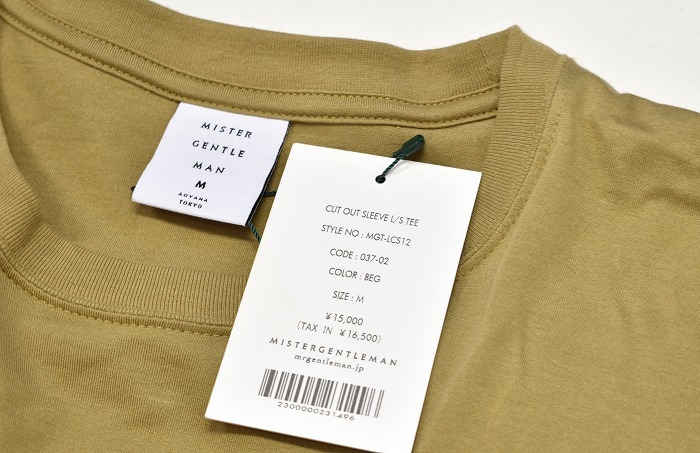 MISTER
GENTLE
MAN
M
AOYAMA
TOKYO
CUT OUT SLEEVE L/S TEE
STYLE NO : MGT-LCS12
CODE : 037-02
COLOR : BEG
SIZE : M
¥15,000
(TAX IN ¥16,500)
MISTERGENTLEMAN
mrgentleman.jp
2300000231496